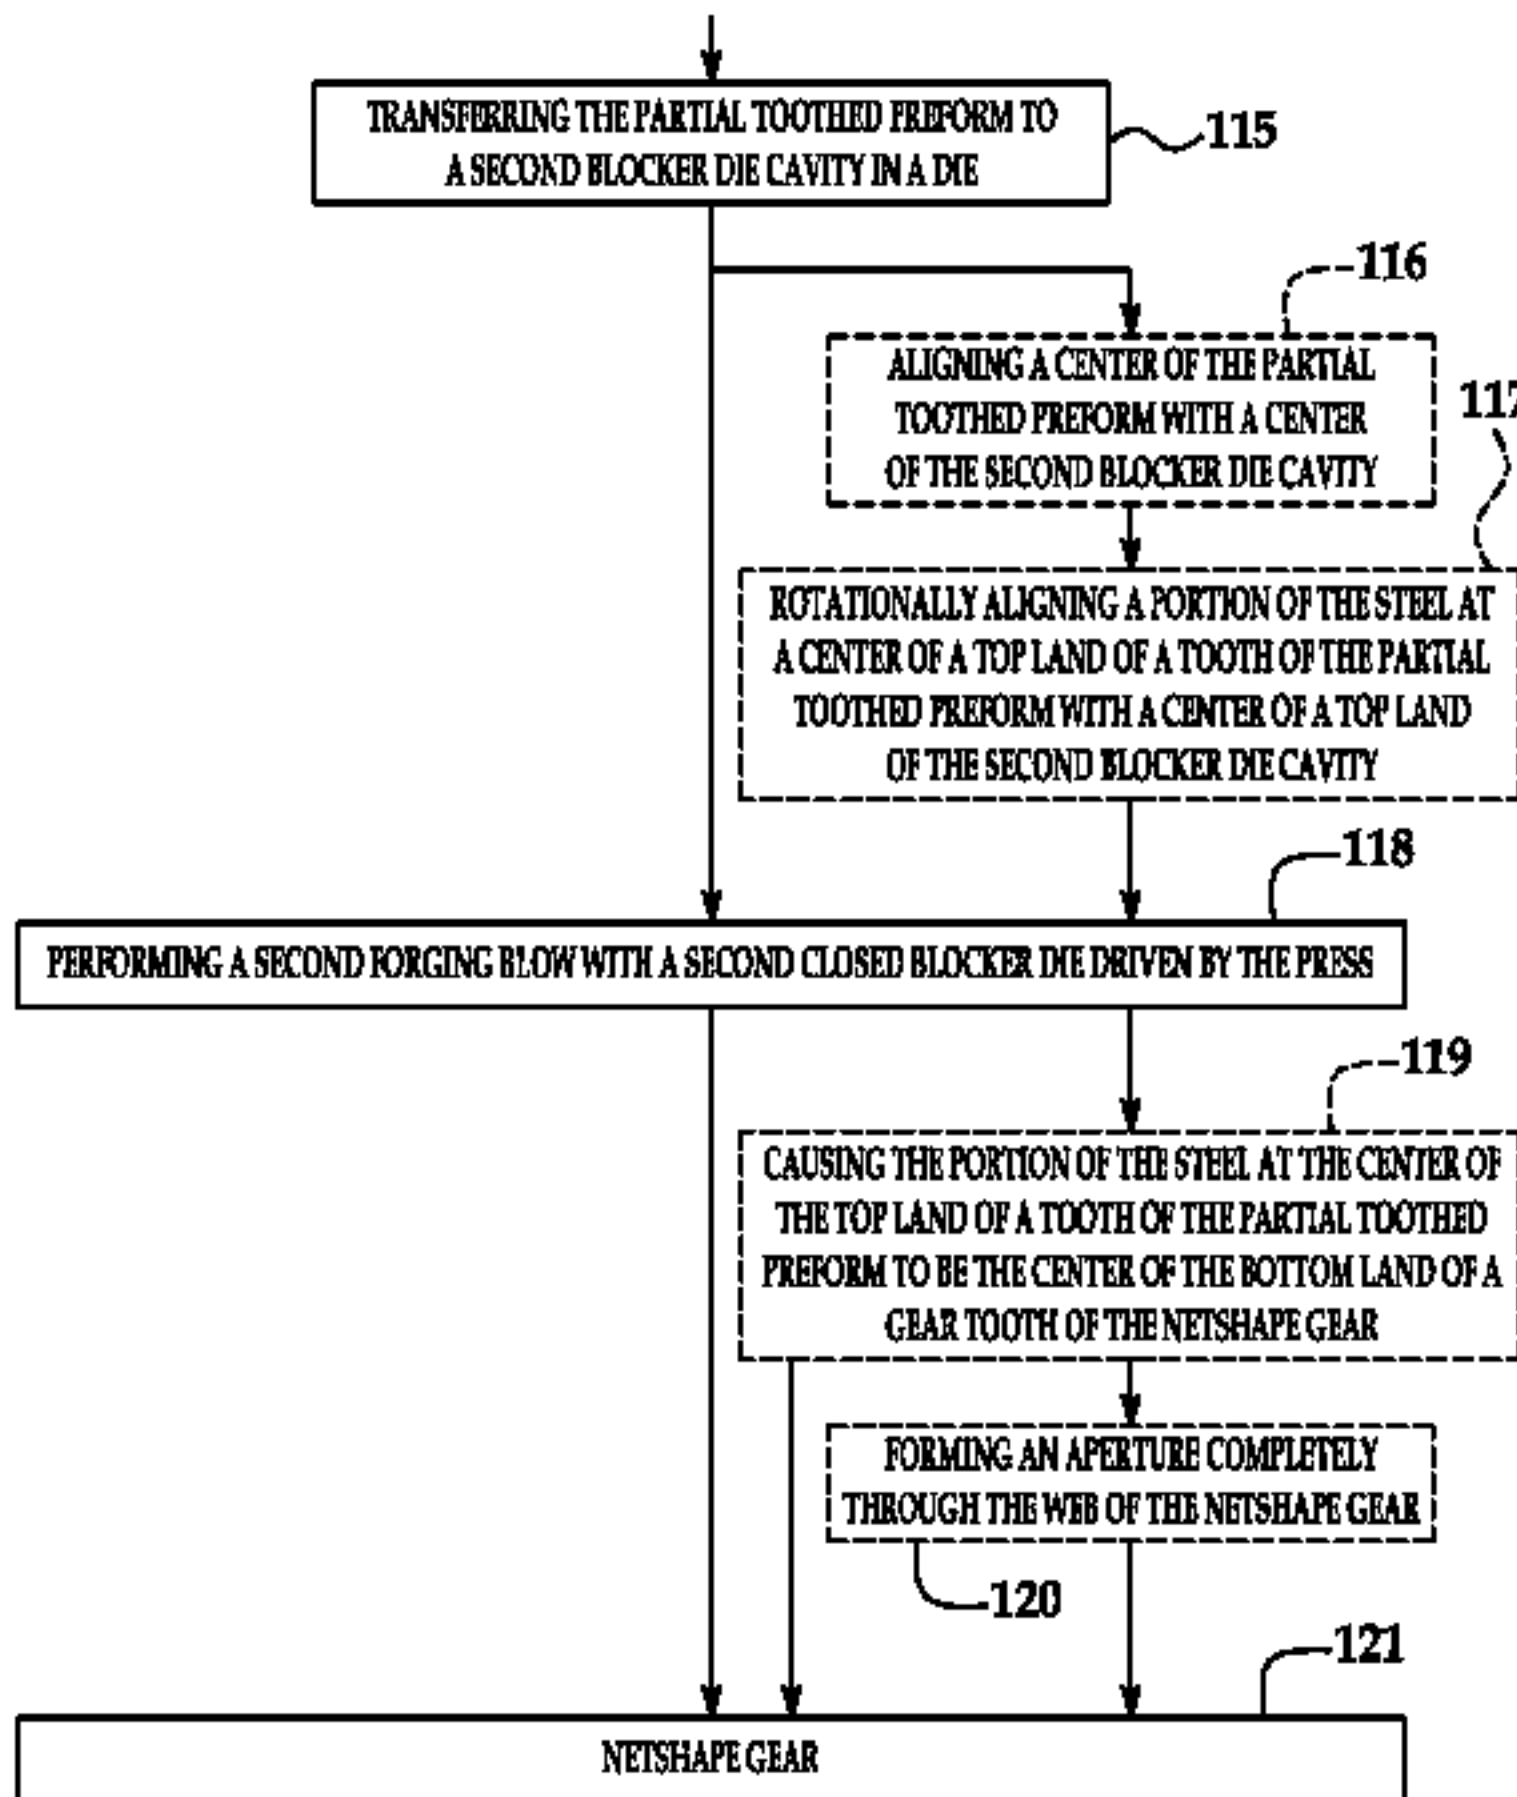 TRANSFERRING THE PARTIAL TOOTHED PREFORM TO
A SECOND BLOCKER DIE CAVITY IN A DIE
115
116
ALIGNING A CENTER OF THE PARTIAL
TOOTHED PREFORM WITH A CENTER
OF THE SECOND BLOCKER DIE CAVITY
117
ROTATIONALLY ALIGNING A PORTION OF THE STEEL AT
A CENTER OF A TOP LAND OF A TOOTH OF THE PARTIAL
TOOTHED PREFORM WITH A CENTER OF A TOP LAND
OF THE SECOND BLOCKER DIE CAVITY
118
PERFORMING A SECOND FORGING BLOW WITH A SECOND CLOSED BLOCKER DIE DRIVEN BY THE PRESS
119
CAUSING THE PORTION OF THE STEEL AT THE CENTER OF
THE TOP LAND OF A TOOTH OF THE PARTIAL TOOTHED
PREFORM TO BE THE CENTER OF THE BOTTOM LAND OF A
GEAR TOOTH OF THE NETSHAPE GEAR
FORMING AN APERTURE COMPLETELY
THROUGH THE WEB OF THE NETSHAPE GEAR
120
121
NETSHAPE GEAR